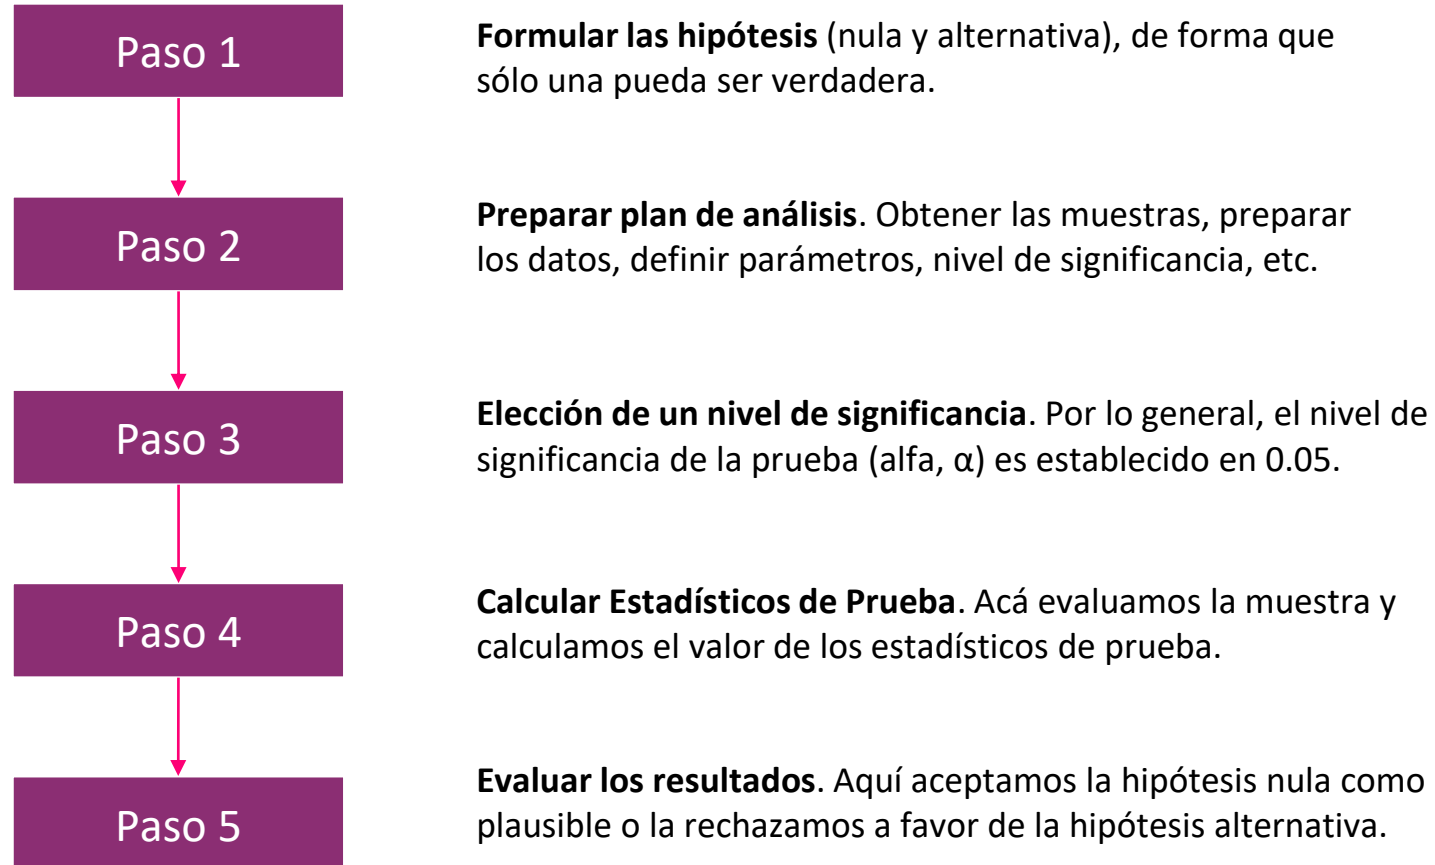 Paso 1
Formular las hipótesis (nula y alternativa), de forma que
sólo una pueda ser verdadera.
Paso 2
Preparar plan de análisis. Obtener las muestras, preparar
los datos, definir parámetros, nivel de significancia, etc.
Paso 3
Elección de un nivel de significancia. Por lo general, el nivel de
significancia de la prueba (alfa, α) es establecido en 0.05.
Paso 4
Calcular Estadísticos de Prueba. Acá evaluamos la muestra y
calculamos el valor de los estadísticos de prueba.
Paso 5
Evaluar los resultados. Aquí aceptamos la hipótesis nula como
plausible o la rechazamos a favor de la hipótesis alternativa.